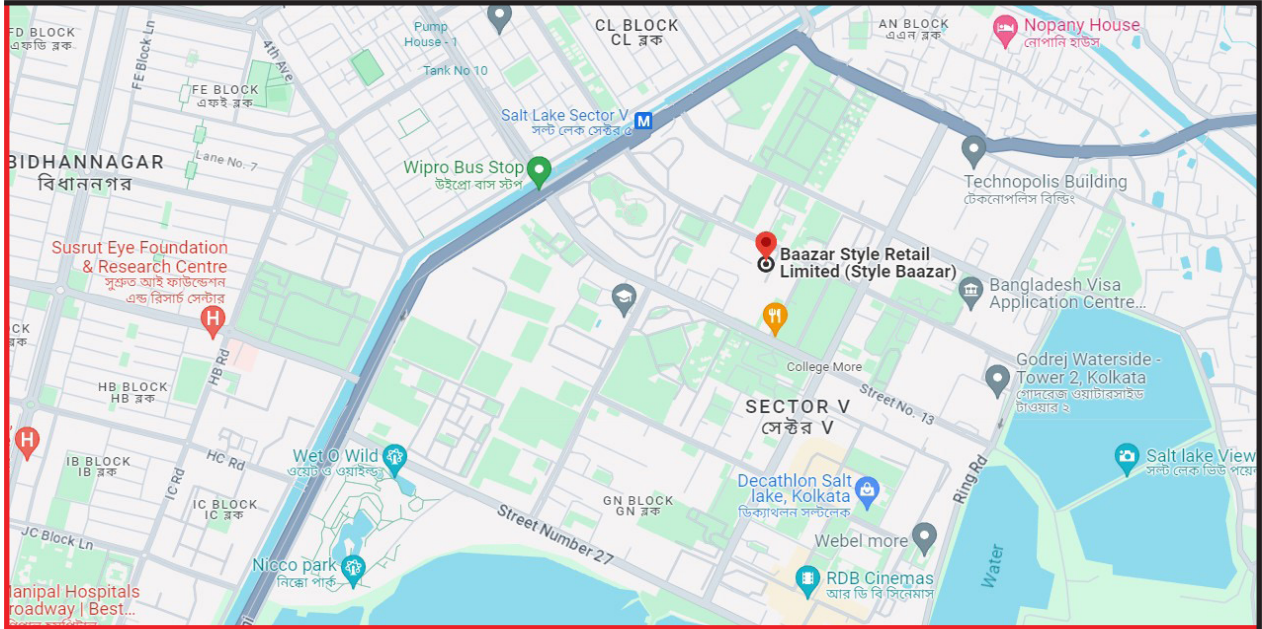 FD BLOCK
এফডি ব্লক
FE Block Ln
4th Ave
Pump
House - 1
Tank No 10
CL BLOCK
CL ব্লক
AN BLOCK
এএন ব্লক
Nopany House
নোপানি হাউস
FE BLOCK
এফই ব্লক
Salt Lake Sector V
সল্ট লেক সেক্টর ৫
M
BIDHANNAGAR
বিধাননগর
Lane No. 7
Wipro Bus Stop
উইপ্রো বাস স্টপ
Technopolis Building
টেকনোপলিস বিল্ডিং
Susrut Eye Foundation
& Research Centre
সুশ্রুত আই ফাউন্ডেশন
এন্ড রিসার্চ সেন্টার
H
Baazar Style Retail
Limited (Style Baazar)
Bangladesh Visa
Application Centre...
HB Rd
HB BLOCK
HB ব্লক
College More
Godrej Waterside -
Tower 2, Kolkata
গোদরেজ ওয়াটারসাইড
টাওয়ার ২
Street No. 13
SECTOR V
সেক্টর V
H
IB BLOCK
IB ব্লক
HC Rd
IC Rd
Wet O Wild
ওয়েট ও ওয়াইল্ড
Salt lake View
সল্ট লেক ভিউ
Ring Rd
Decathlon Salt
lake, Kolkata
ডিক্যাথলন সল্টলেক
IC BLOCK
IC ব্লক
GN BLOCK
GN ব্লক
Street Number 27
JC Block Ln
Webel more
Nicco park
নিক্কো পার্ক
Water
RDB Cinemas
আর ডি বি সিনেমাস
anipal Hospitals
roadway | Best...